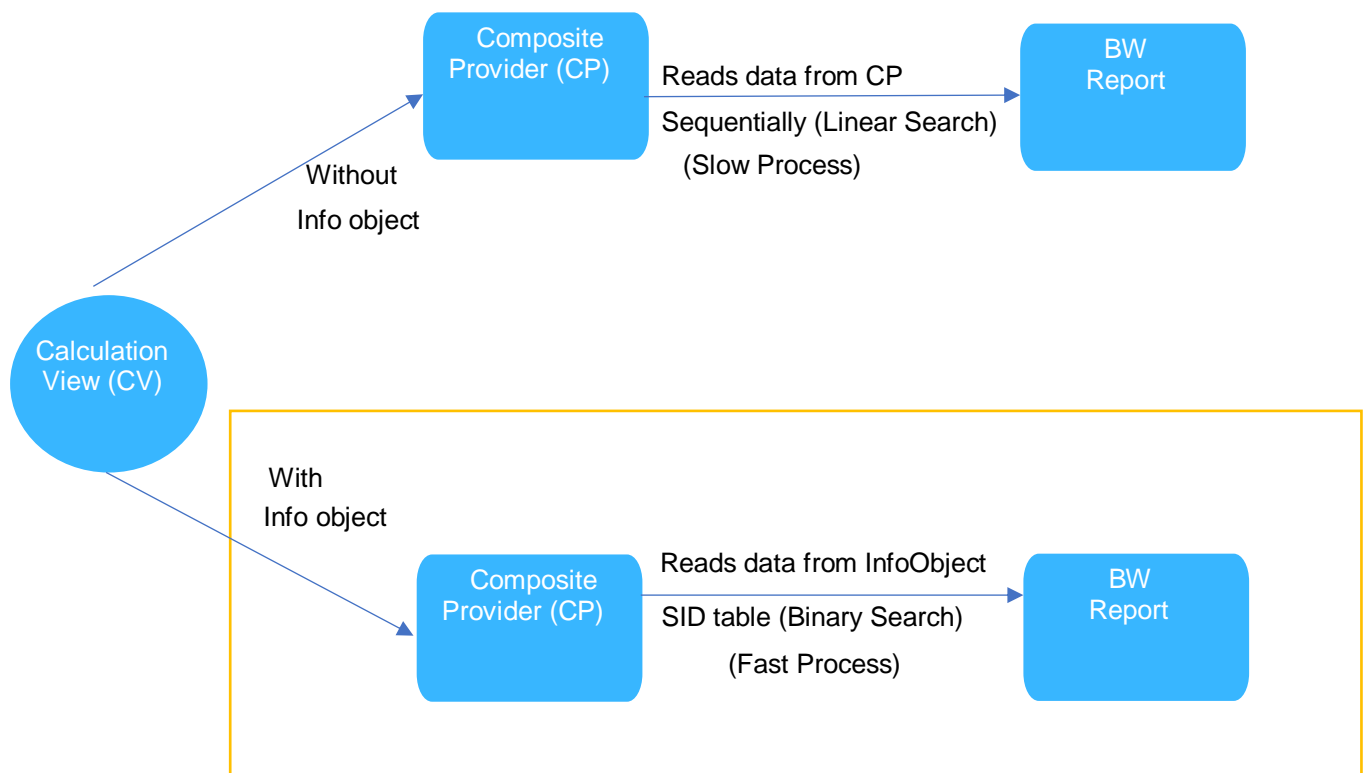 Composite
Provider (CP)
Reads data from CP
Sequentially (Linear Search)
(Slow Process)
BW
Report
Without
Info object
Calculation
View (CV)
With
Info object
Composite
Provider (CP)
Reads data from InfoObject
SID table (Binary Search)
(Fast Process)
BW
Report